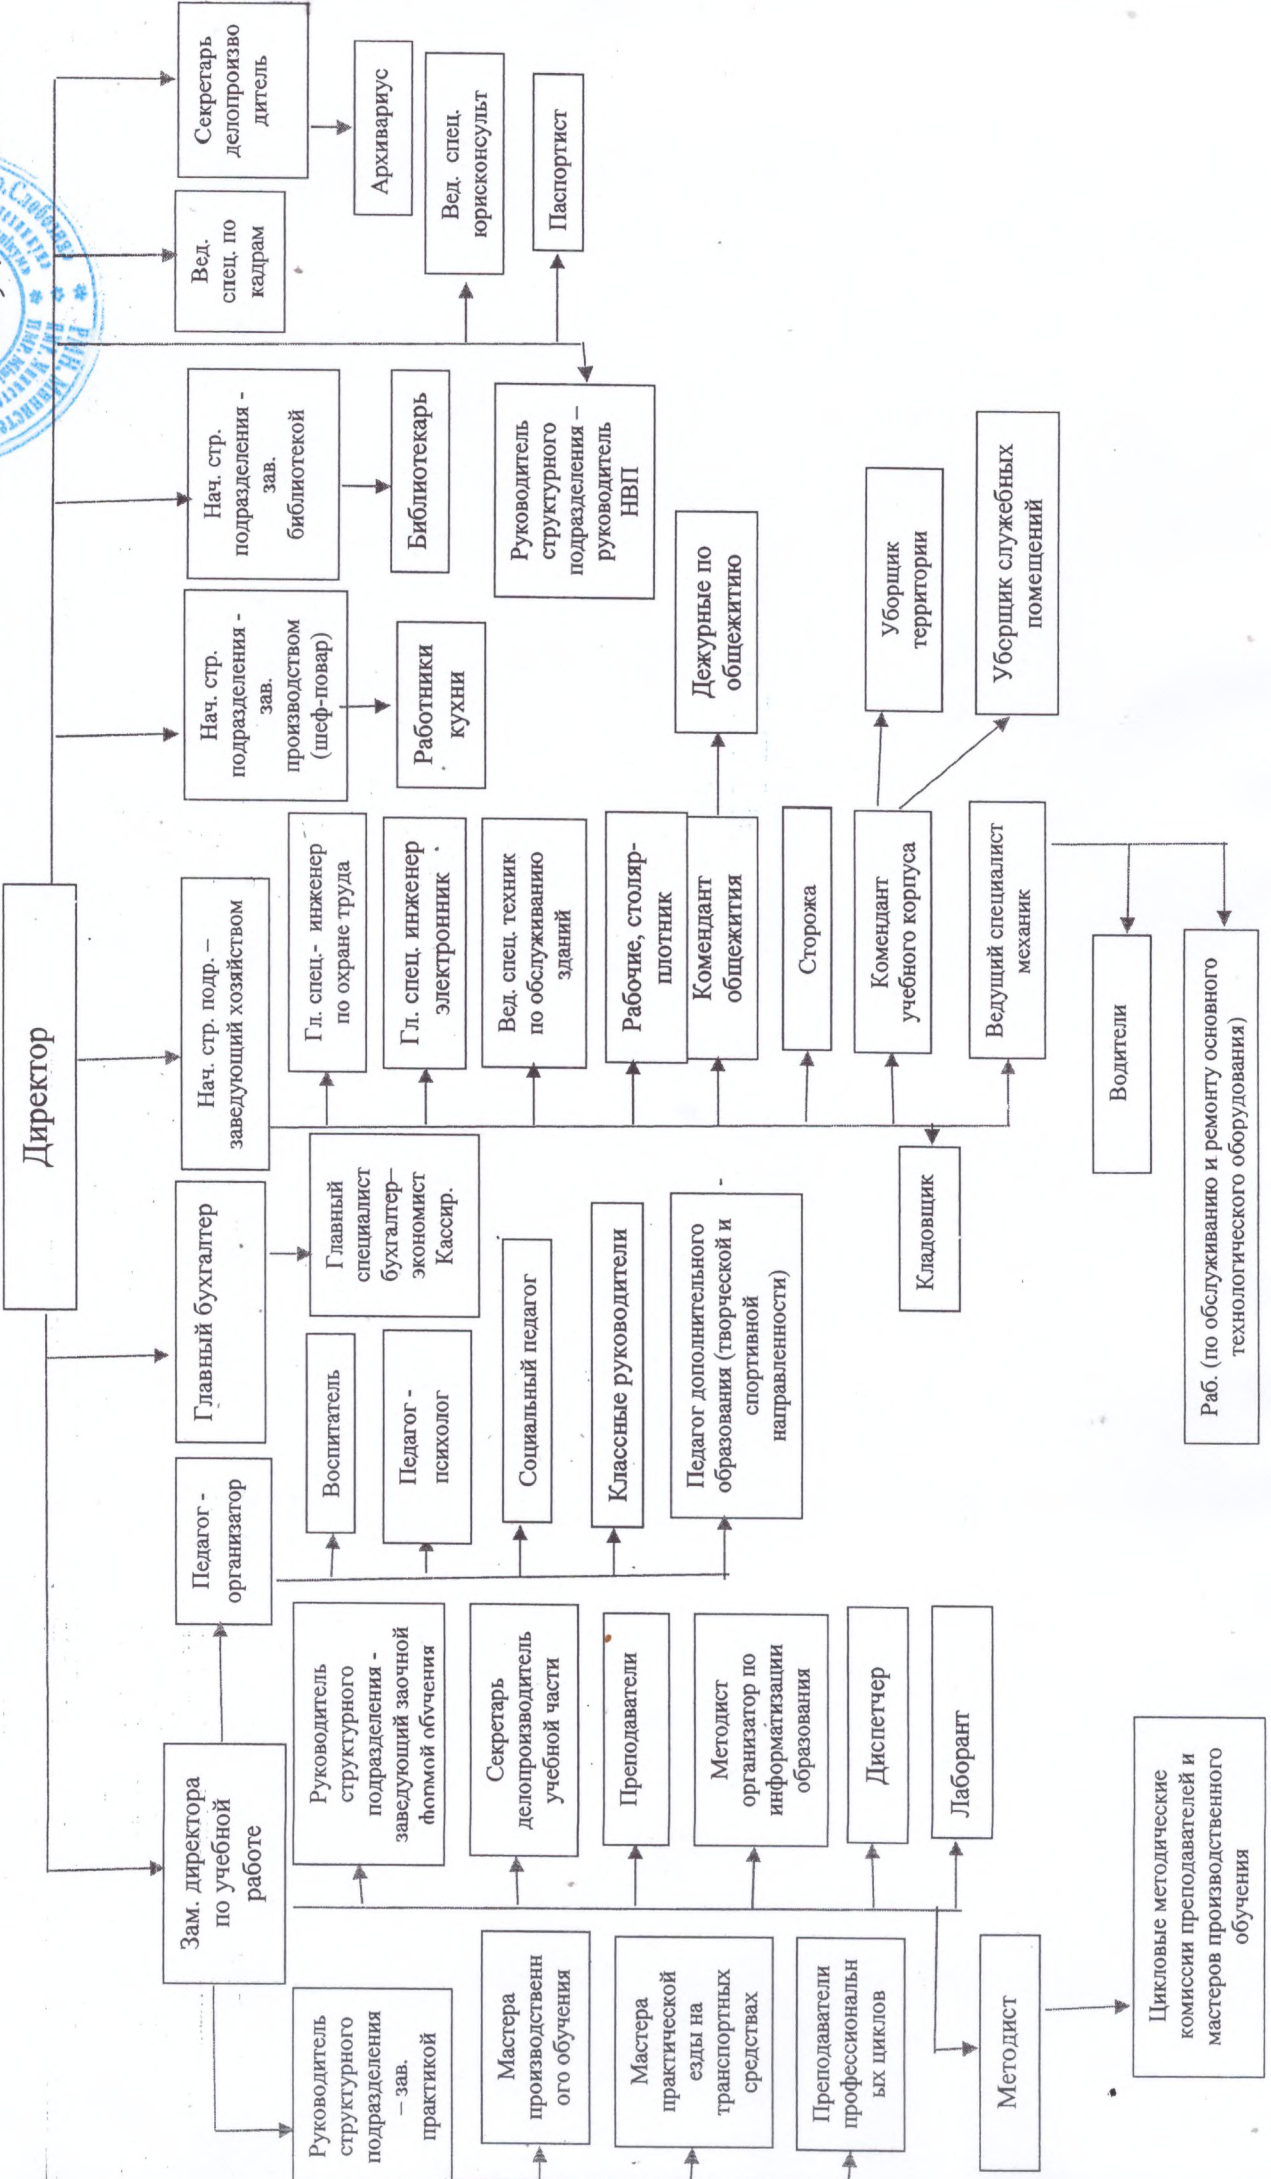 Директор
Зам. директора
по учебной
работе
Педагог -
организатор
Главный бухгалтер
Нач. стр. подр. –
заведующий хозяйством
Нач. стр.
подразделения -
зав.
производством
(шеф-повар)
Нач. стр.
подразделения -
зав.
библиотекой
Вед.
спец. по
кадрам
Секретарь
делопроизво
дитель
Руководитель
структурного
подразделения
– зав.
практикой
Мастера
производственн
ого обучения
Мастера
практической
езды на
транспортных
средствах
Преподаватели
профессиональн
ых циклов
Руководитель
структурного
подразделения -
заведующий заочной
формой обучения
Секретарь
делопроизводитель
учебной части
Преподаватели
Методист
организатор по
информатизации
образования
Диспетчер
Лаборант
Методист
Цикловые методические
комиссии преподавателей и
мастеров производственного
обучения
Воспитатель
Педагог -
психолог
Социальный педагог
Классные руководители
Педагог дополнительного
образования (творческой и
спортивной
направленности)
Главный
специалист
бухгалтер–
экономист
Кассир.
Гл. спец.- инженер
по охране труда
Гл. спец. инженер
электронник
Вед. спец. техник
по обслуживанию
зданий
Рабочие, столяр-
плотник
Комендант
общежития
Дежурные по
общежитию
Сторожа
Комендант
учебного корпуса
Уборщик
территории
Уборщик служебных
помещений
Ведущий специалист
механик
Кладовщик
Водители
Раб. (по обслуживанию и ремонту основного
технологического оборудования)
Работники
кухни
Библиотекарь
Руководитель
структурного
подразделения –
руководитель
НВП
Архивариус
Вед. спец.
юрисконсульт
Паспортист